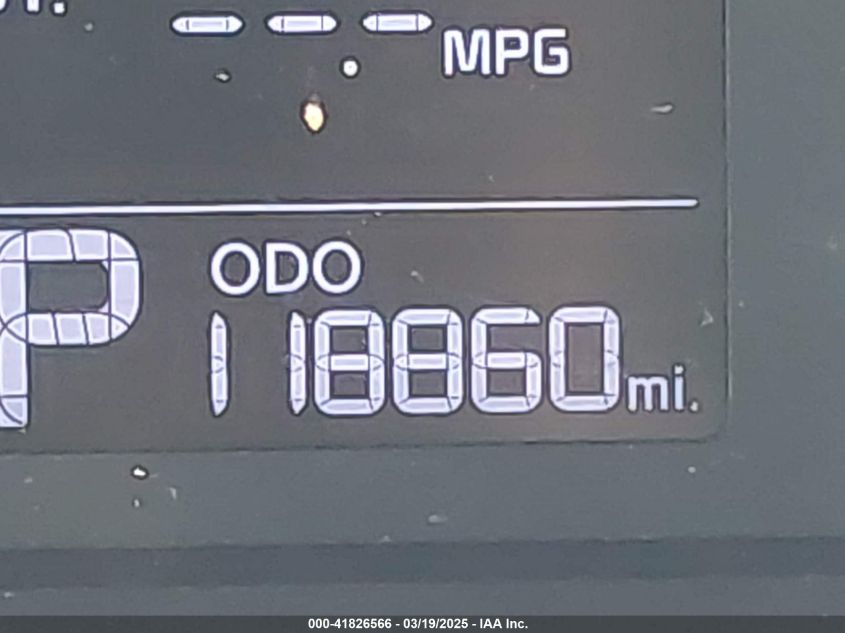 --- MPG
ODO
P 118860 mi.
000-41826566 - 03/19/2025 - IAA Inc.